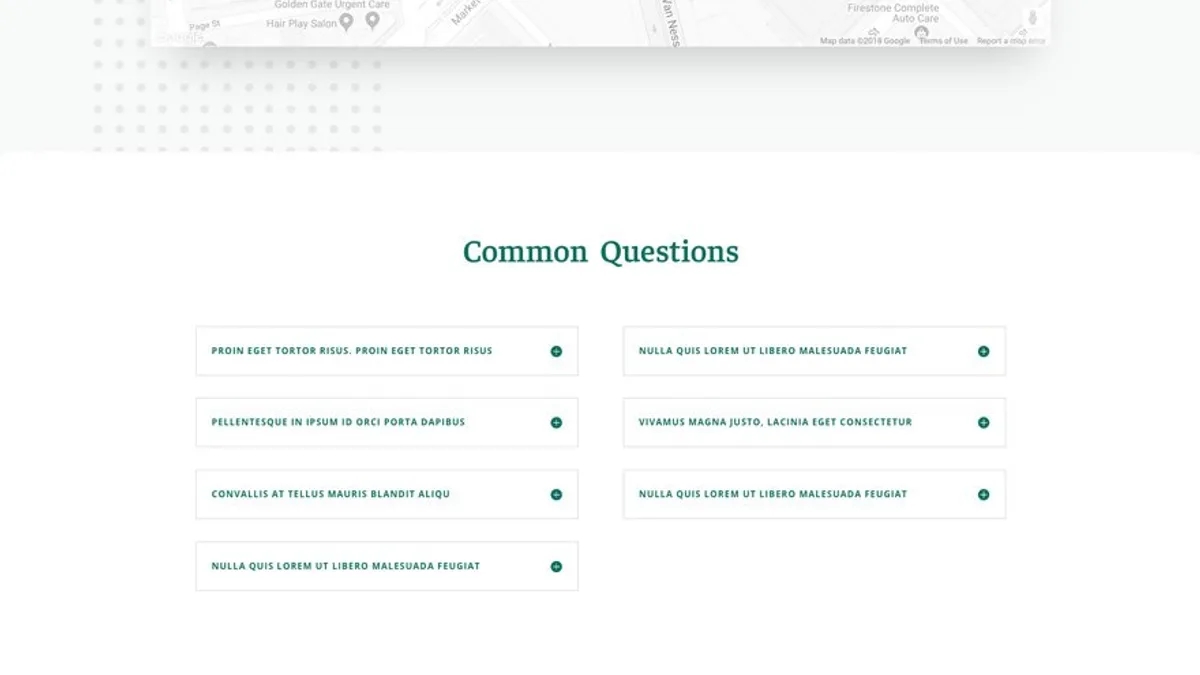 Golden Gate Urgent Care
Hair Play Salon
Page St
Market
Van Ness
Firestone Complete
Auto Care
Google
Map data ©2018 Google Terms of Use Report a map error
Common Questions
PROIN EGET TORTOR RISUS. PROIN EGET TORTOR RISUS
NULLA QUIS LOREM UT LIBERO MALESUADA FEUGIAT
PELLENTESQUE IN IPSUM ID ORCI PORTA DAPIBUS
VIVAMUS MAGNA JUSTO, LACINIA EGET CONSECTETUR
CONVALLIS AT TELLUS MAURIS BLANDIT ALIQU
NULLA QUIS LOREM UT LIBERO MALESUADA FEUGIAT
NULLA QUIS LOREM UT LIBERO MALESUADA FEUGIAT